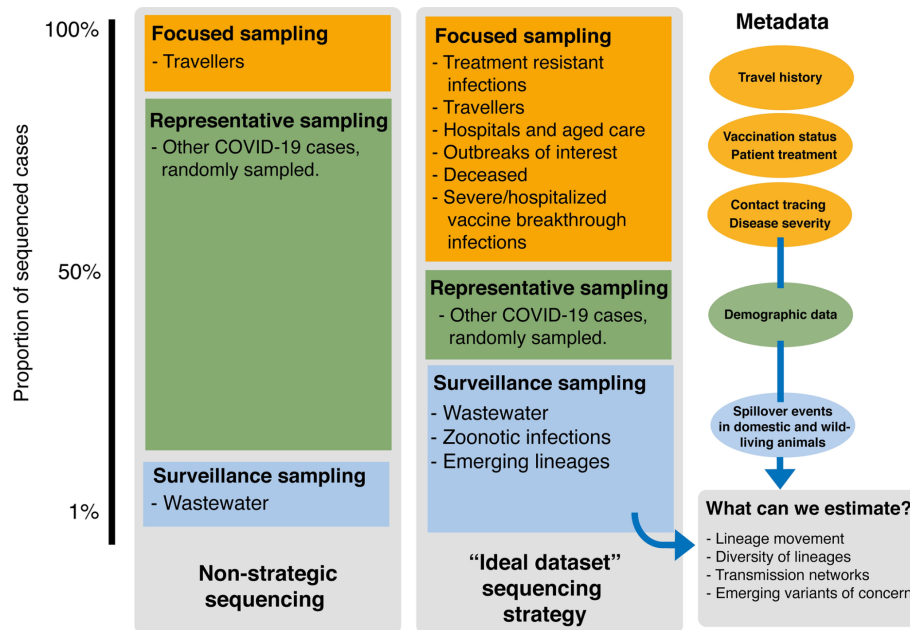 100%
50%
1%
Proportion of sequenced cases
Focused sampling
- Travellers
Representative sampling
- Other COVID-19 cases,
randomly sampled.
Surveillance sampling
- Wastewater
Non-strategic
sequencing
Focused sampling
- Treatment resistant
infections
- Travellers
- Hospitals and aged care
- Outbreaks of interest
- Deceased
- Severe/hospitalized
vaccine breakthrough
infections
Representative sampling
- Other COVID-19 cases,
randomly sampled.
Surveillance sampling
- Wastewater
- Zoonotic infections
- Emerging lineages
“Ideal dataset”
sequencing
strategy
Metadata
Travel history
Vaccination status
Patient treatment
Contact tracing
Disease severity
Demographic data
Spillover events
in domestic and wild-
living animals
What can we estimate?
- Lineage movement
- Diversity of lineages
- Transmission networks
- Emerging variants of concern